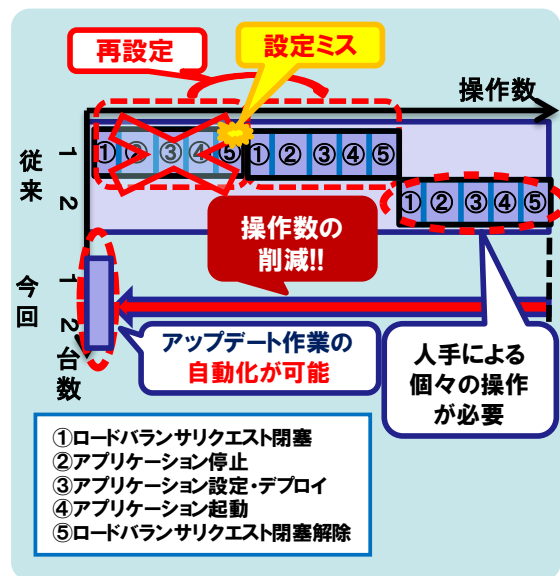 再設定
設定ミス
操作数
従来
1
①②③④⑤①②③④⑤
2
①②③④⑤
操作数の
削減!!
今回
1
2
台数
アップデート作業の
自動化が可能
人手による
個々の操作
が必要
①ロードバランサリクエスト閉塞
②アプリケーション停止
③アプリケーション設定・デプロイ
④アプリケーション起動
⑤ロードバランサリクエスト閉塞解除